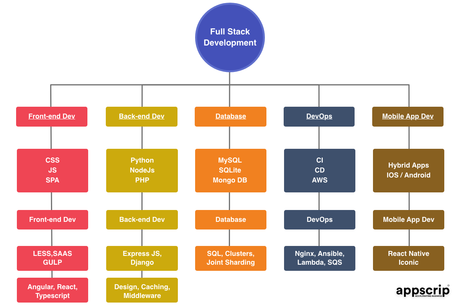 Full Stack
Development
Front-end Dev
Back-end Dev
Database
DevOps
Mobile App Dev
CSS
JS
SPA
Python
NodeJs
PHP
MySQL
SQLite
Mongo DB
CI
CD
AWS
Hybrid Apps
IOS / Android
Front-end Dev
Back-end Dev
Database
DevOps
Mobile App Dev
LESS,SAAS
GULP
Express JS,
Django
SQL, Clusters,
Joint Sharding
Nginx, Ansible,
Lambda, SQS
React Native
Iconic
Angular, React,
Typescript
Design, Caching,
Middleware
appscrip